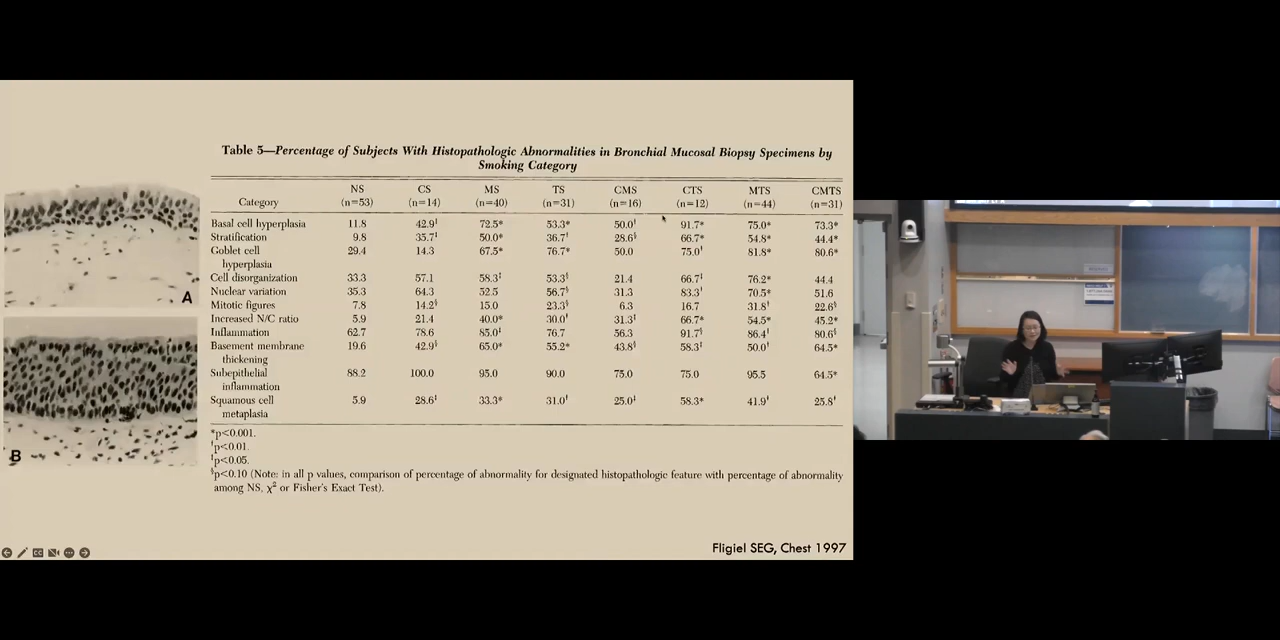 Table 5—Percentage of Subjects With Histopathologic Abnormalities in Bronchial Mucosal Biopsy Specimens by
Smoking Category
NS CS MS TS CMS CTS MTS CMTS
Category (n=53) (n=14) (n=40) (n=31) (n=16) (n=12) (n=44) (n=31)
Basal cell hyperplasia 11.8 42.9† 72.5* 53.3* 50.0† 91.7* 75.0* 73.3*
Stratification 9.8 35.7‡ 50.0* 36.7† 28.6§ 66.7* 54.8* 44.4*
Goblet cell 29.4 14.3 67.5* 76.7* 50.0 75.0† 81.8* 80.6*
hyperplasia
Cell disorganization 33.3 57.1 58.3‡ 53.3§ 21.4 66.7‡ 76.2* 44.4
Nuclear variation 35.3 64.3 52.5 56.7§ 31.3 83.3† 70.5* 51.6
Mitotic figures 7.8 14.2§ 15.0 23.3§ 6.3 16.7 31.8† 22.6§
Increased N/C ratio 5.9 21.4 40.0* 30.0† 31.3‡ 66.7* 54.5* 45.2*
Inflammation 62.7 78.6 85.0‡ 76.7 56.3 91.7§ 86.4† 80.6§
Basement membrane 19.6 42.9§ 65.0* 55.2* 43.8§ 58.3‡ 50.0† 64.5*
thickening
Subepithelial 88.2 100.0 95.0 90.0 75.0 75.0 95.5 64.5*
inflammation
Squamous cell 5.9 28.6‡ 33.3* 31.0† 25.0‡ 58.3* 41.9† 25.8†
metaplasia
*p<0.001.
†p<0.01.
‡p<0.05.
§p<0.10 (Note: in all p values, comparison of percentage of abnormality for designated histopathologic feature with percentage of abnormality
among NS, χ² or Fisher's Exact Test).
A
B
Fligiel SEG, Chest 1997